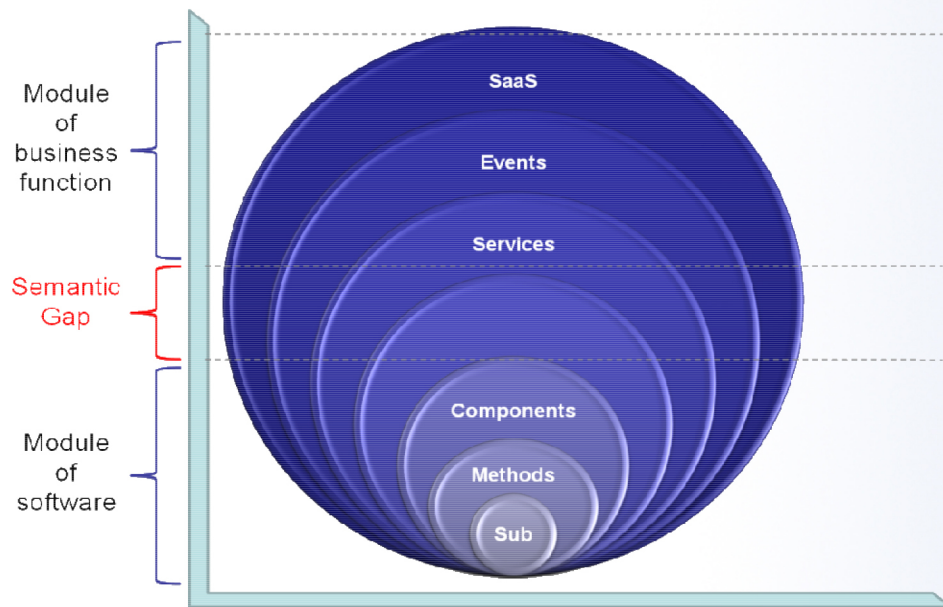 Module
of
business
function
Semantic
Gap
Module
of
software
SaaS
Events
Services
Components
Methods
Sub